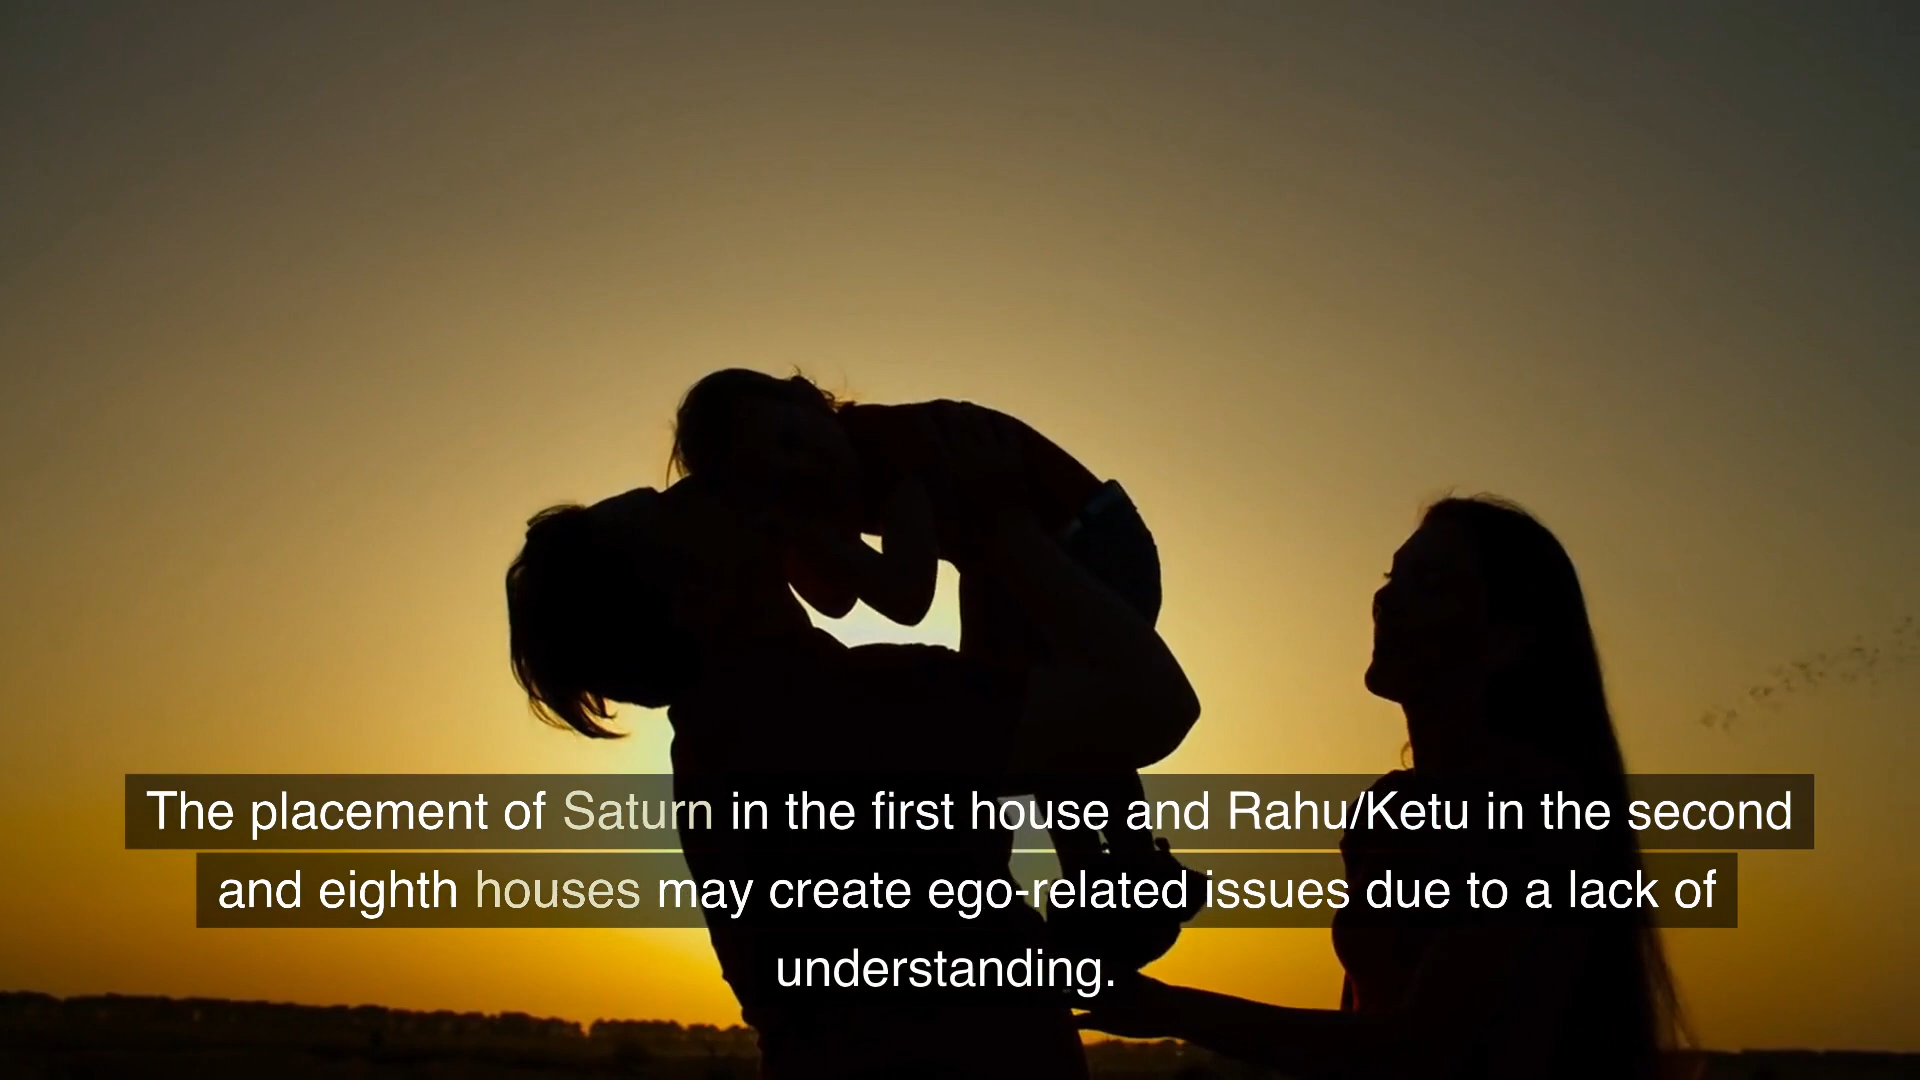 The placement of Saturn in the first house and Rahu/Ketu in the second
and eighth houses may create ego-related issues due to a lack of
understanding.